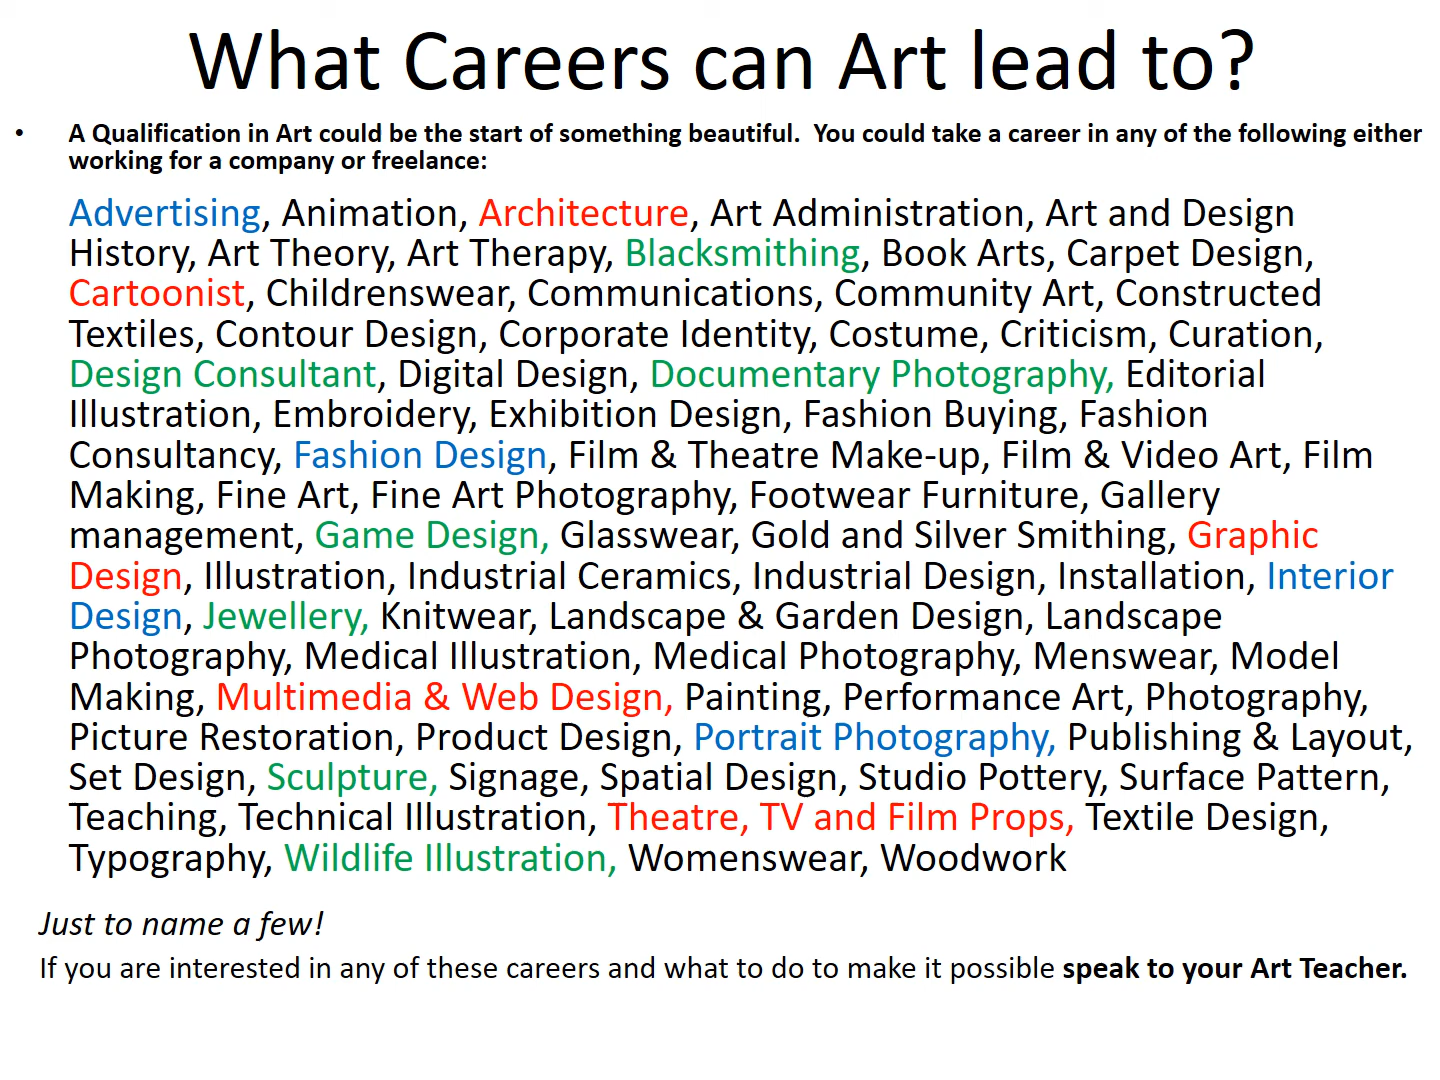 What Careers can Art lead to?
• A Qualification in Art could be the start of something beautiful.  You could take a career in any of the following either
working for a company or freelance:
Advertising, Animation, Architecture, Art Administration, Art and Design
History, Art Theory, Art Therapy, Blacksmithing, Book Arts, Carpet Design,
Cartoonist, Childrenswear, Communications, Community Art, Constructed
Textiles, Contour Design, Corporate Identity, Costume, Criticism, Curation,
Design Consultant, Digital Design, Documentary Photography, Editorial
Illustration, Embroidery, Exhibition Design, Fashion Buying, Fashion
Consultancy, Fashion Design, Film & Theatre Make-up, Film & Video Art, Film
Making, Fine Art, Fine Art Photography, Footwear Furniture, Gallery
management, Game Design, Glasswear, Gold and Silver Smithing, Graphic
Design, Illustration, Industrial Ceramics, Industrial Design, Installation, Interior
Design, Jewellery, Knitwear, Landscape & Garden Design, Landscape
Photography, Medical Illustration, Medical Photography, Menswear, Model
Making, Multimedia & Web Design, Painting, Performance Art, Photography,
Picture Restoration, Product Design, Portrait Photography, Publishing & Layout,
Set Design, Sculpture, Signage, Spatial Design, Studio Pottery, Surface Pattern,
Teaching, Technical Illustration, Theatre, TV and Film Props, Textile Design,
Typography, Wildlife Illustration, Womenswear, Woodwork
Just to name a few!
If you are interested in any of these careers and what to do to make it possible speak to your Art Teacher.